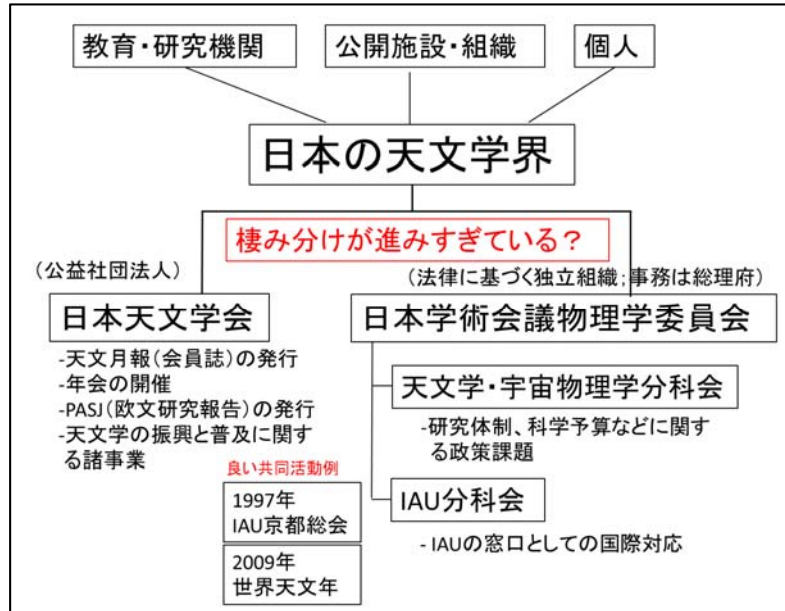 教育・研究機関
公開施設・組織
個人
日本の天文学界
棲み分けが進みすぎている？
（公益社団法人）
日本天文学会
-天文月報（会員誌）の発行
-年会の開催
-PASJ（欧文研究報告）の発行
-天文学の振興と普及に関す
る諸事業
（法律に基づく独立組織；事務は総理府）
日本学術会議物理学委員会
天文学・宇宙物理学分科会
-研究体制、科学予算などに関す
る政策課題
IAU分科会
- IAUの窓口としての国際対応
良い共同活動例
1997年
IAU京都総会
2009年
世界天文年